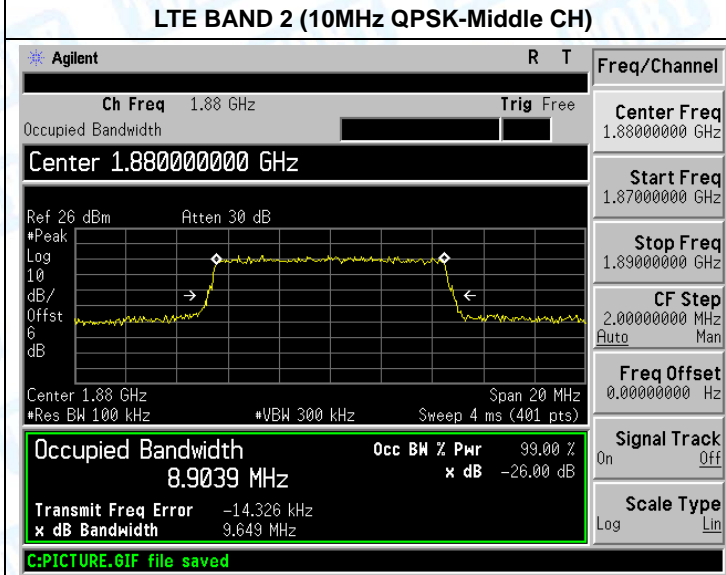 LTE BAND 2 (10MHz QPSK-Middle CH)
Agilent R T
Ch Freq 1.88 GHz Trig Free
Occupied Bandwidth
Center 1.880000000 GHz
Ref 26 dBm Atten 30 dB
#Peak
Log
10
dB/
Offst
6
dB
Center 1.88 GHz Span 20 MHz
#Res BW 100 kHz #VBW 300 kHz Sweep 4 ms (401 pts)
Occupied Bandwidth Occ BW % Pwr 99.00 %
8.9039 MHz x dB -26.00 dB
Transmit Freq Error -14.326 kHz
x dB Bandwidth 9.649 MHz
C:PICTURE.GIF file saved
Freq/Channel
Center Freq
1.88000000 GHz
Start Freq
1.87000000 GHz
Stop Freq
1.89000000 GHz
CF Step
2.00000000 MHz
Auto Man
Freq Offset
0.00000000 Hz
Signal Track
On Off
Scale Type
Log Lin